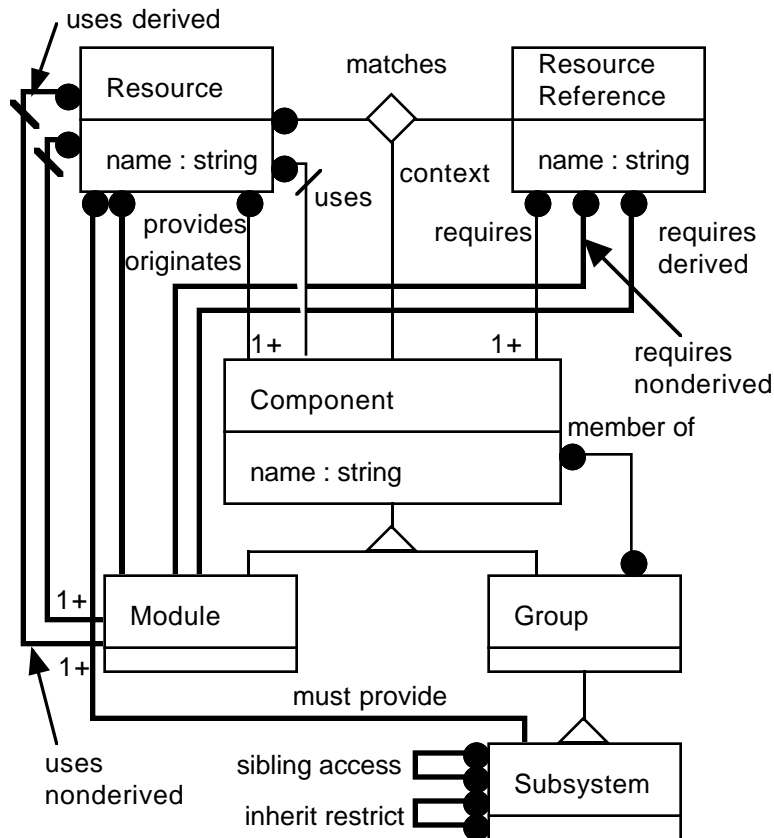 uses derived
Resource
name : string
matches
Resource
Reference
name : string
context
uses
provides
originates
requires
requires
derived
1+
1+
requires
nonderived
Component
name : string
member of
1+
Module
Group
1+
must provide
uses
nonderived
sibling access
inherit restrict
Subsystem